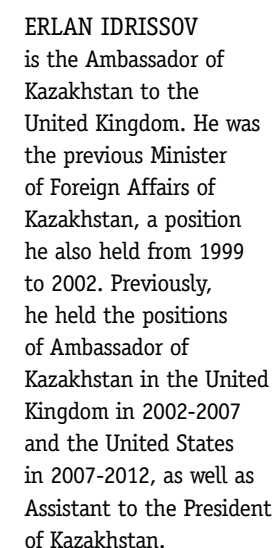 ERLAN IDRISSOV
is the Ambassador of
Kazakhstan to the
United Kingdom. He was
the previous Minister
of Foreign Affairs of
Kazakhstan, a position
he also held from 1999
to 2002. Previously,
he held the positions
of Ambassador of
Kazakhstan in the United
Kingdom in 2002-2007
and the United States
in 2007-2012, as well as
Assistant to the President
of Kazakhstan.